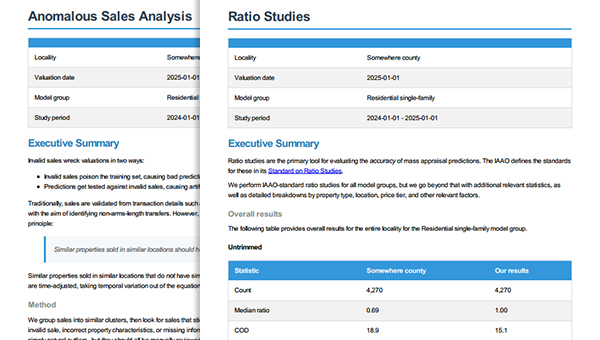 Anomalous Sales Analysis
Locality Somewhere
Valuation date 2025-01-01
Model group Residential
Study period 2024-01-01
Executive Summary
Invalid sales wreck valuations in two ways:
Invalid sales poison the training set, causing bad predicti
Predictions get tested against invalid sales, causing artif
Traditionally, sales are validated from transaction details such a
with the aim of identifying non-arms-length transfers. However,
principle:
Similar properties sold in similar locations should h
Similar properties sold in similar locations that do not have sim
are time-adjusted, taking temporal variation out of the equation
Method
We group sales into similar clusters, then look for sales that sti
invalid sale, incorrect property characteristics, or missing infor
Ratio Studies
Locality Somewhere county
Valuation date 2025-01-01
Model group Residential single-family
Study period 2024-01-01 - 2025-01-01
Executive Summary
Ratio studies are the primary tool for evaluating the accuracy of mass appraisal predictions. The IAAO defines the standards
for these in its Standard on Ratio Studies.
We perform IAAO-standard ratio studies for all model groups, but we go beyond that with additional relevant statistics, as
well as detailed breakdowns by property type, location, price tier, and other relevant factors.
Overall results
The following table provides overall results for the entire locality for the Residential single-family model group.
Untrimmed
Statistic Somewhere county Our results
Count 4,270 4,270
Median ratio 0.69 1.00
COD 18.9 15.1